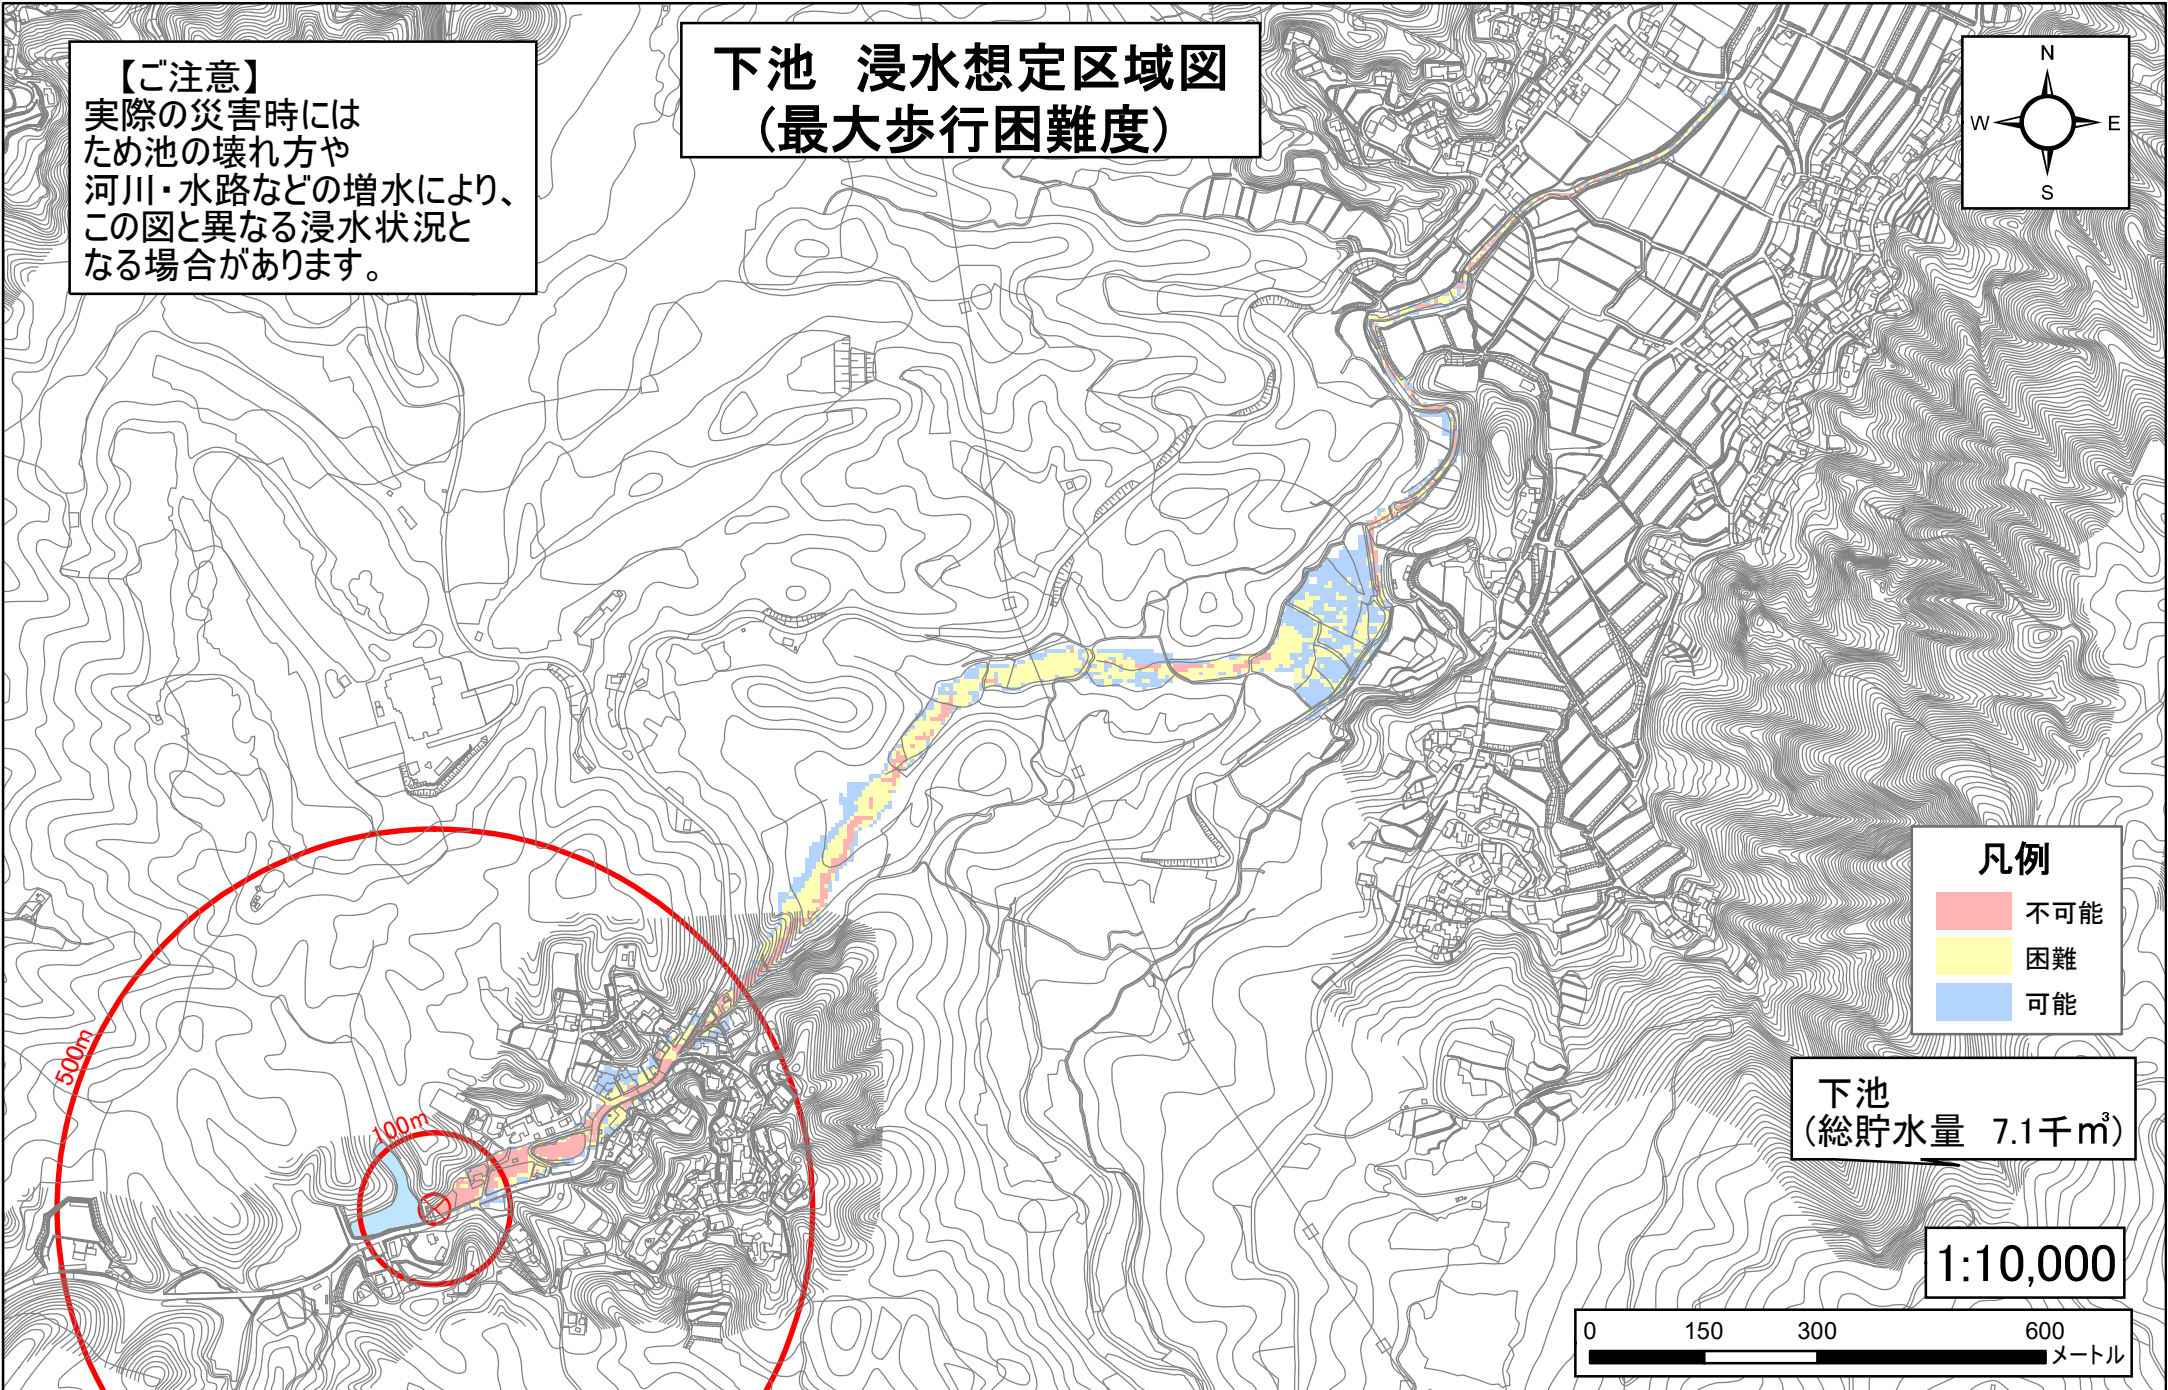 【ご注意】
実際の災害時には
ため池の壊れ方や
河川・水路などの増水により、
この図と異なる浸水状況と
なる場合があります。
下池　浸水想定区域図
（最大歩行困難度）
N
W E
S
500m
100m
凡例
不可能
困難
可能
下池
（総貯水量　7.1千㎥）
1:10,000
0 150 300 600
メートル